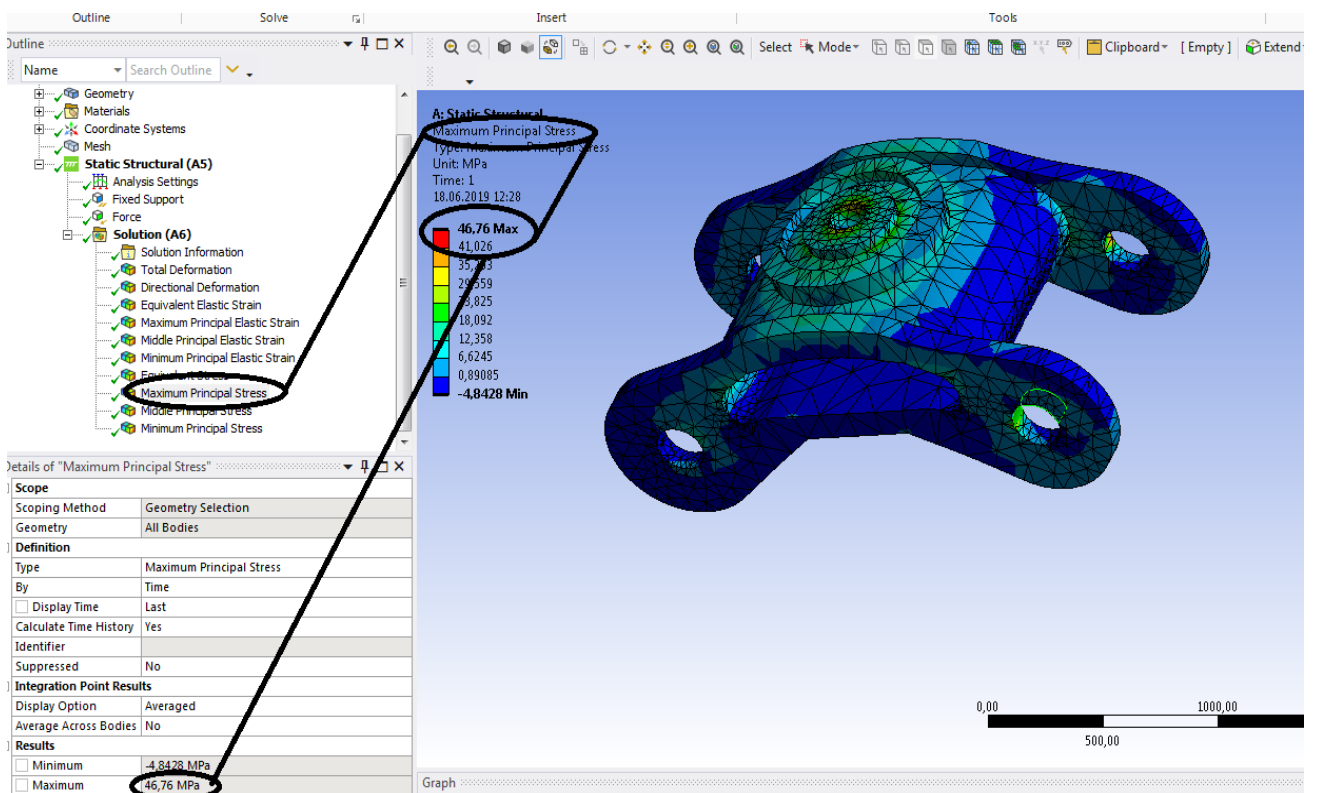 Outline
Solve
Insert
Tools
Outline
Name
Search Outline
Select
Mode
Clipboard
[Empty]
Extend
Geometry
Materials
Coordinate Systems
Mesh
Static Structural (A5)
Analysis Settings
Fixed Support
Force
Solution (A6)
Solution Information
Total Deformation
Directional Deformation
Equivalent Elastic Strain
Maximum Principal Elastic Strain
Middle Principal Elastic Strain
Minimum Principal Elastic Strain
Equivalent Stress
Maximum Principal Stress
Middle Principal Stress
Minimum Principal Stress
A: Static Structural
Maximum Principal Stress
Type: Maximum Principal Stress
Unit: MPa
Time: 1
18.06.2019 12:28
46,76 Max
41,026
29,559
18,092
12,358
6,6245
0,89085
-4,8428 Min
Details of "Maximum Principal Stress"
Scope
Scoping Method Geometry Selection
Geometry All Bodies
Definition
Type Maximum Principal Stress
By Time
Display Time Last
Calculate Time History Yes
Identifier
Suppressed No
Integration Point Results
Display Option Averaged
Average Across Bodies No
Results
Minimum -4,8428 MPa
Maximum 46,76 MPa
0,00 1000,00
500,00
Graph